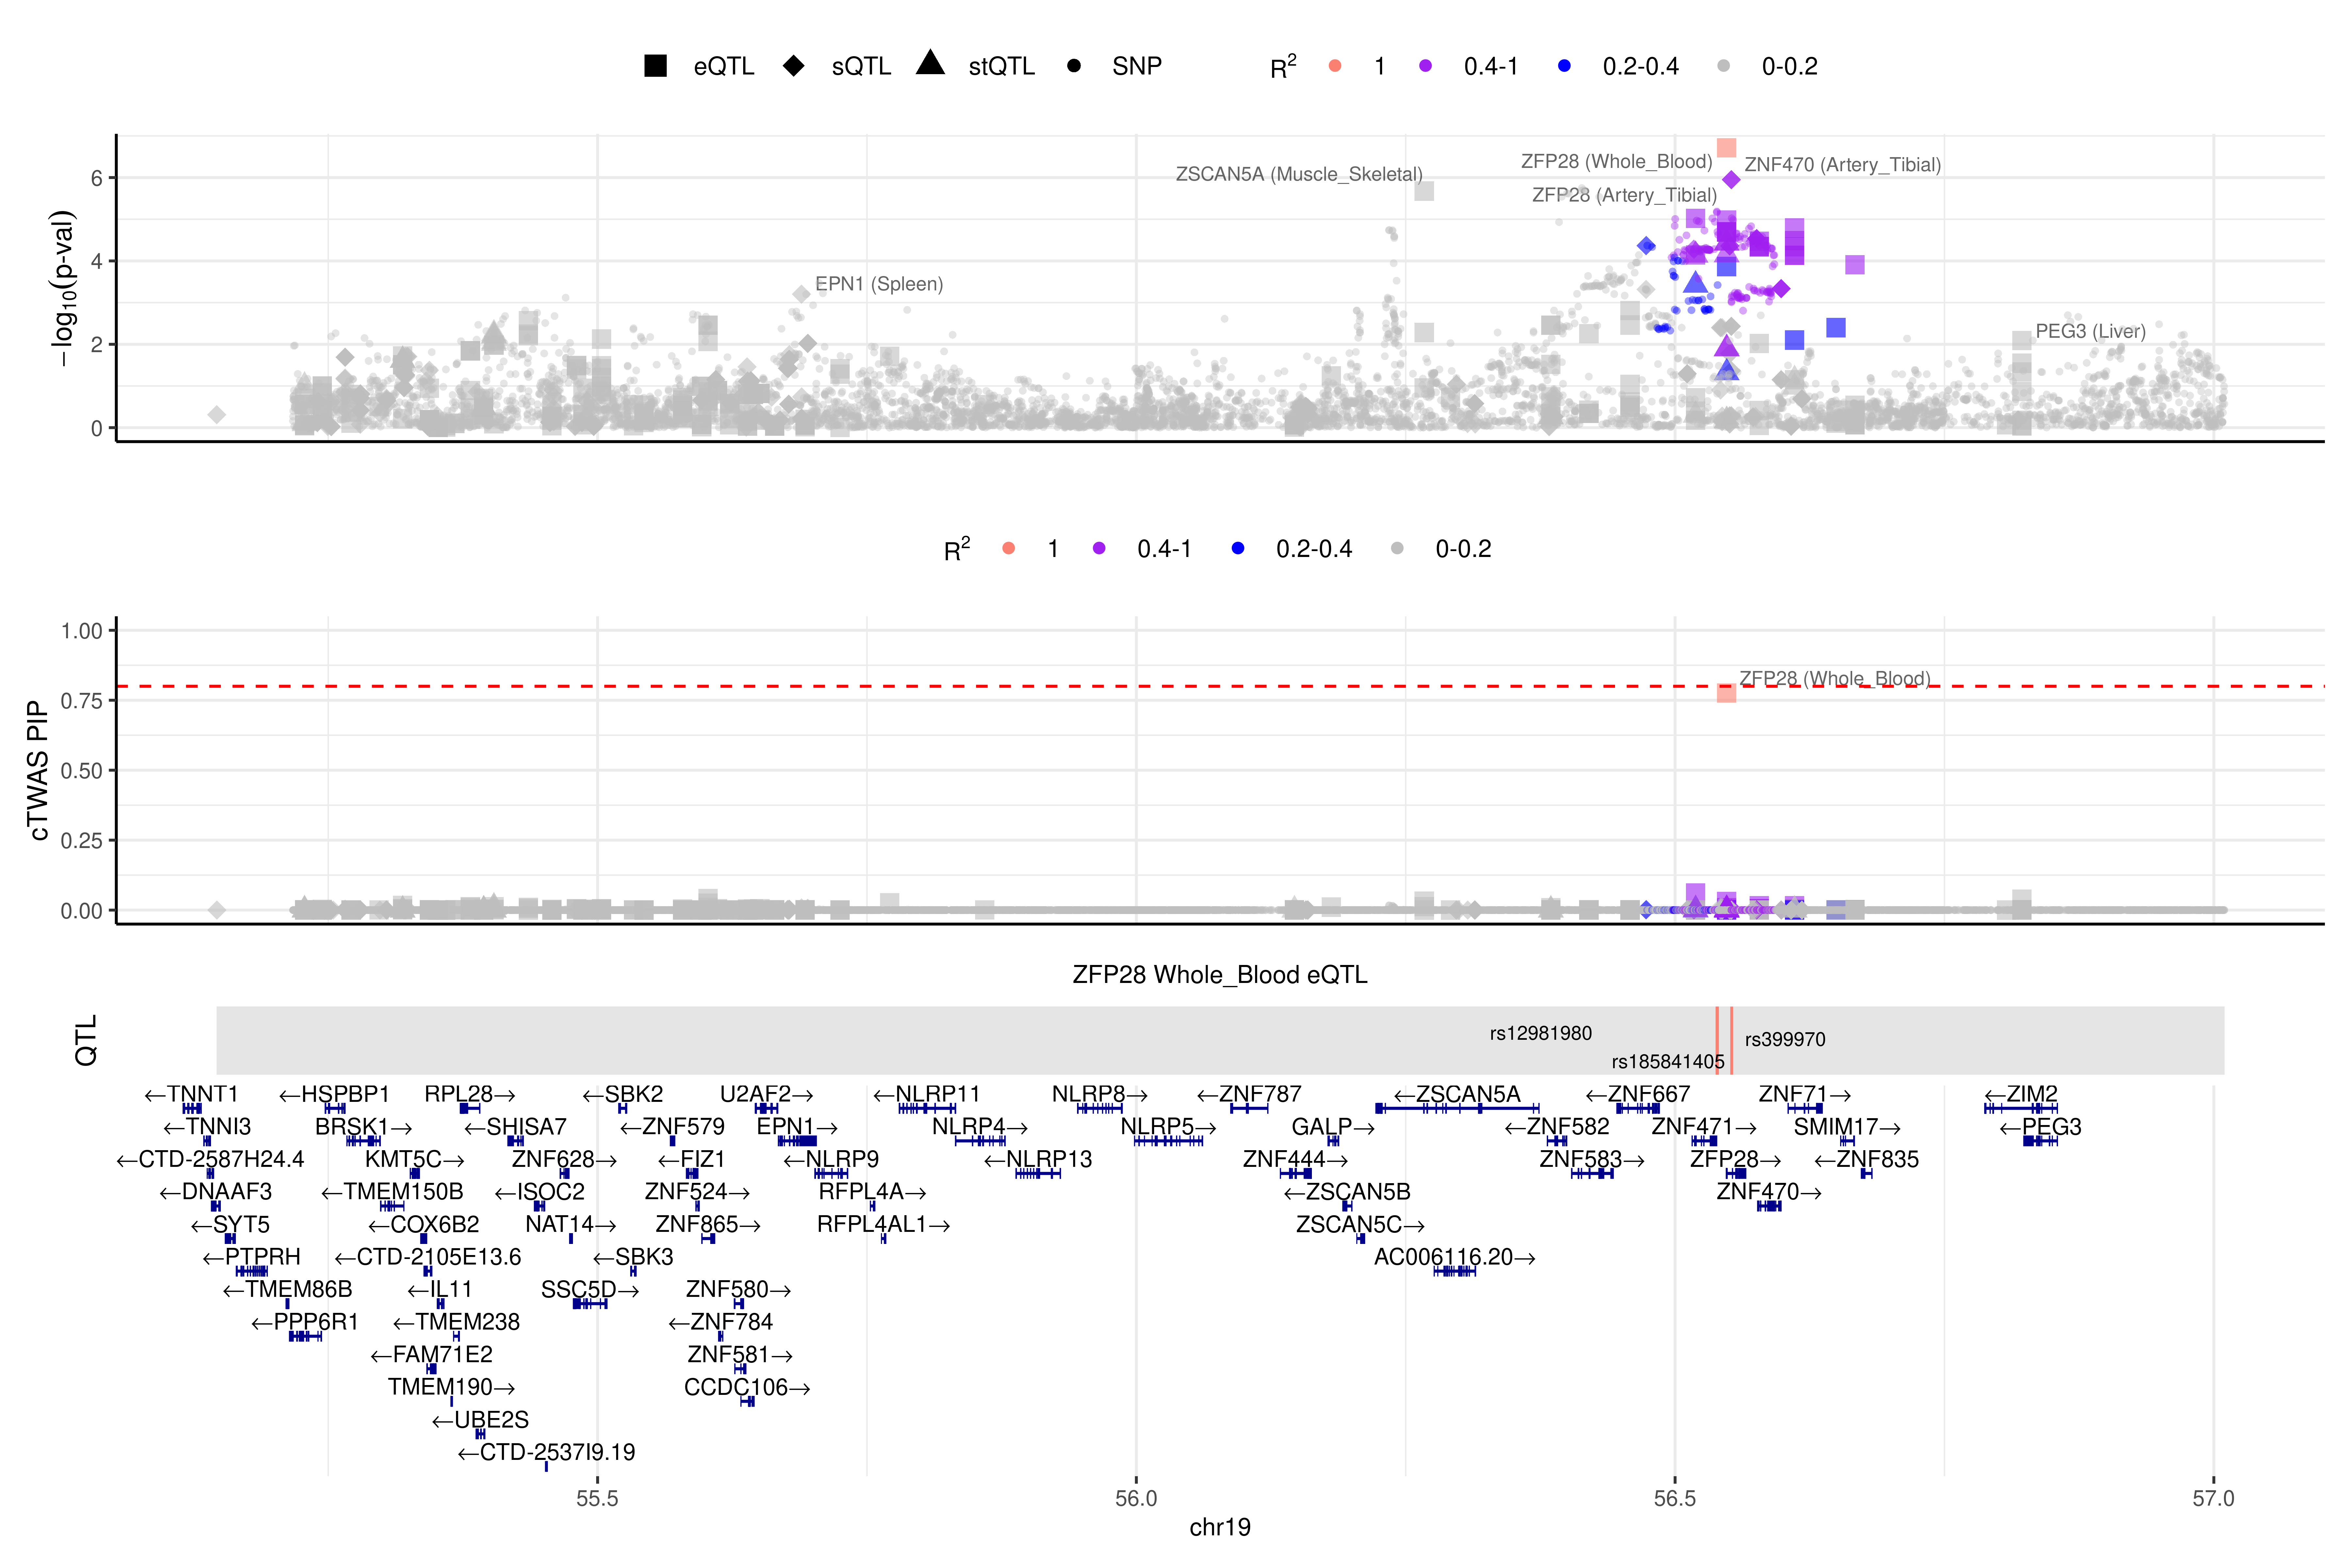 eQTL sQTL stQTL SNP R² 1 0.4-1 0.2-0.4 0-0.2
−log₁₀(p-val)
6
4
2
0
ZFP28 (Whole_Blood)
ZNF470 (Artery_Tibial)
ZSCAN5A (Muscle_Skeletal)
ZFP28 (Artery_Tibial)
EPN1 (Spleen)
PEG3 (Liver)
R² 1 0.4-1 0.2-0.4 0-0.2
cTWAS PIP
1.00
0.75
0.50
0.25
0.00
ZFP28 (Whole_Blood)
ZFP28 Whole_Blood eQTL
QTL
rs12981980
rs399970
rs185841405
←TNNT1 ←HSPBP1 RPL28→ ←SBK2 U2AF2→ ←NLRP11 NLRP8→ ←ZNF787 ←ZSCAN5A ←ZNF667 ZNF71→ ←ZIM2
←TNNI3 BRSK1→ ←SHISA7 ←ZNF579 EPN1→ NLRP4→ NLRP5→ GALP→ ←ZNF582 ZNF471→ SMIM17→ ←PEG3
←CTD-2587H24.4 KMT5C→ ZNF628→ ←FIZ1 ←NLRP9 ←NLRP13 ZNF444→ ZNF583→ ZFP28→ ←ZNF835
←DNAAF3 ←TMEM150B ←ISOC2 ZNF524→ RFPL4A→ ←ZSCAN5B ZNF470→
←SYT5 ←COX6B2 NAT14→ ZNF865→ RFPL4AL1→ ZSCAN5C→
←PTPRH ←CTD-2105E13.6 ←SBK3 AC006116.20→
←TMEM86B ←IL11 SSC5D→ ZNF580→
←PPP6R1 ←TMEM238 ←ZNF784
←FAM71E2 ZNF581→
TMEM190→ CCDC106→
←UBE2S
←CTD-2537I9.19
55.5 56.0 56.5 57.0
chr19